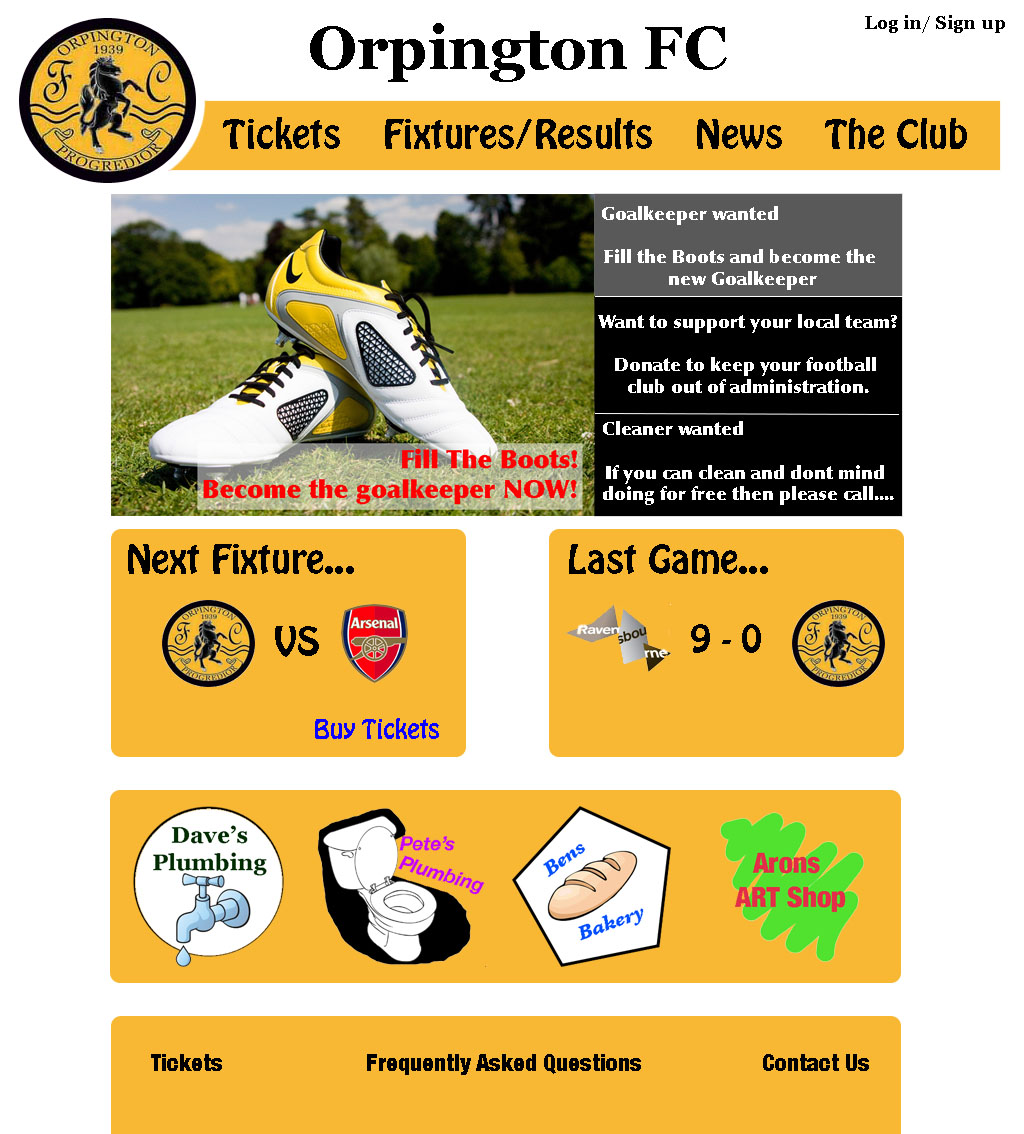 ORPINGTON
1939
F C
PROGREDIOR
Orpington FC
Log in/ Sign up
Tickets Fixtures/Results News The Club
Goalkeeper wanted
Fill the Boots and become the
new Goalkeeper
Want to support your local team?
Donate to keep your football
club out of administration.
Cleaner wanted
If you can clean and dont mind
doing for free then please call....
Fill The Boots!
Become the goalkeeper NOW!
Next Fixture...
ORPINGTON
1939
F C
PROGREDIOR
VS
Arsenal
Buy Tickets
Last Game...
Ravensbourne
9 - 0
ORPINGTON
1939
F C
PROGREDIOR
Dave's
Plumbing
Pete's
Plumbing
Bens
Bakery
Arons
ART Shop
Tickets Frequently Asked Questions Contact Us